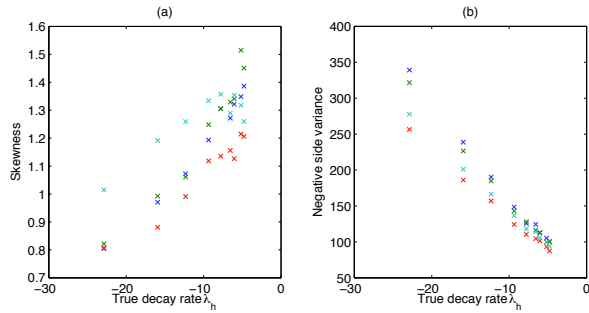 (a)
1.6
1.5
1.4
1.3
1.2
1.1
1
0.9
0.8
0.7
Skewness
−30 −20 −10 0
True decay rate λh
(b)
400
350
300
250
200
150
100
50
Negative side variance
−30 −20 −10 0
True decay rate λh